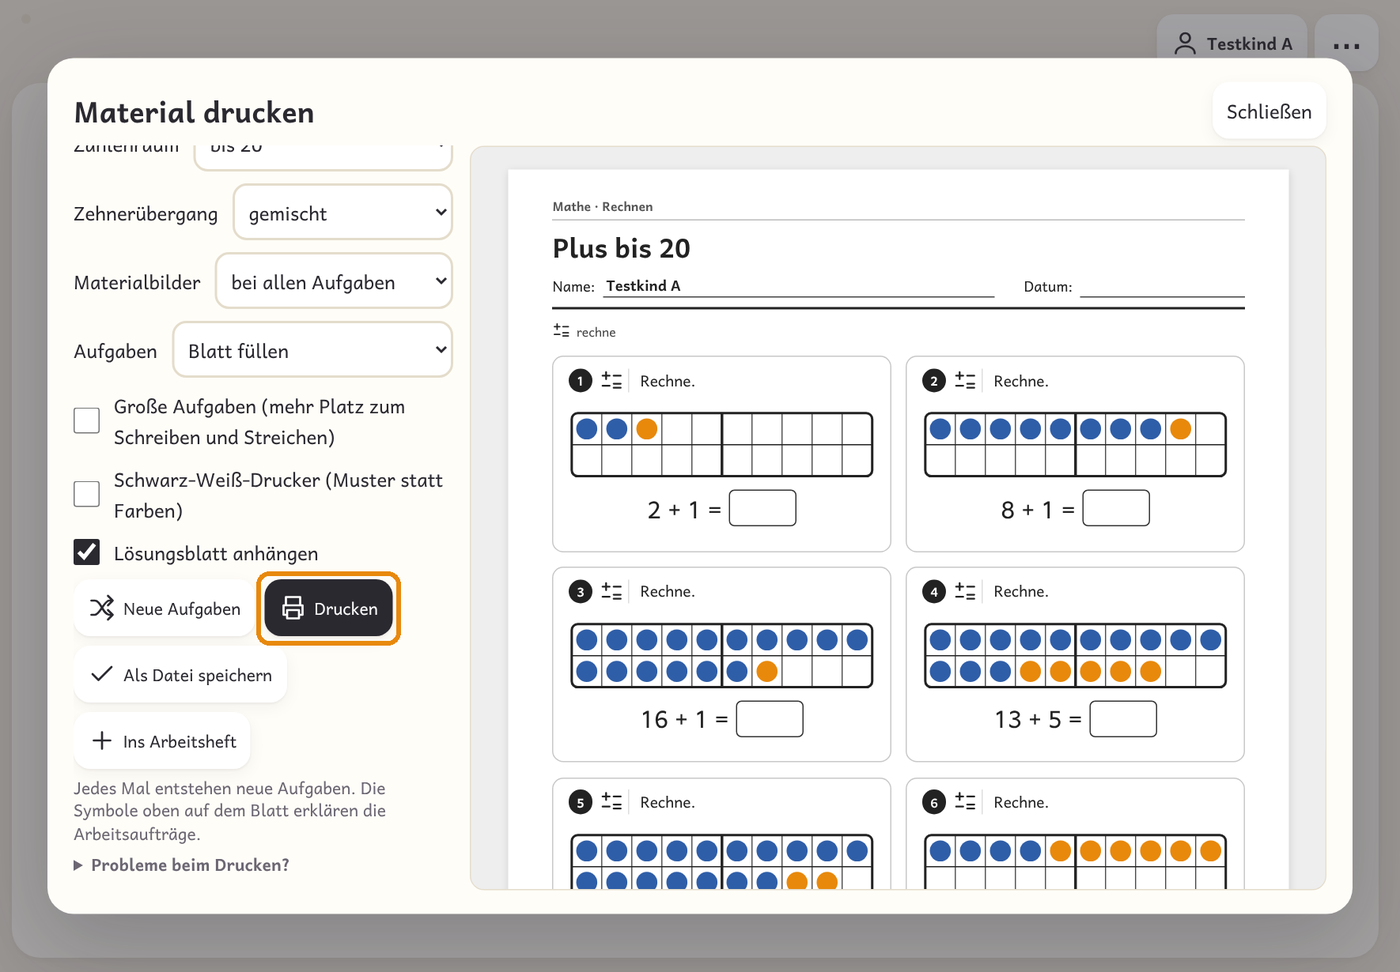 Testkind A
...
Material drucken
Schließen
Zahlenraum bis 20
Zehnerübergang gemischt
Materialbilder bei allen Aufgaben
Aufgaben Blatt füllen
Große Aufgaben (mehr Platz zum
Schreiben und Streichen)
Schwarz-Weiß-Drucker (Muster statt
Farben)
Lösungsblatt anhängen
Neue Aufgaben
Drucken
Als Datei speichern
Ins Arbeitsheft
Jedes Mal entstehen neue Aufgaben. Die
Symbole oben auf dem Blatt erklären die
Arbeitsaufträge.
Probleme beim Drucken?
Mathe · Rechnen
Plus bis 20
Name: Testkind A Datum:
rechne
1 Rechne.
2 + 1 =
2 Rechne.
8 + 1 =
3 Rechne.
16 + 1 =
4 Rechne.
13 + 5 =
5 Rechne.
6 Rechne.